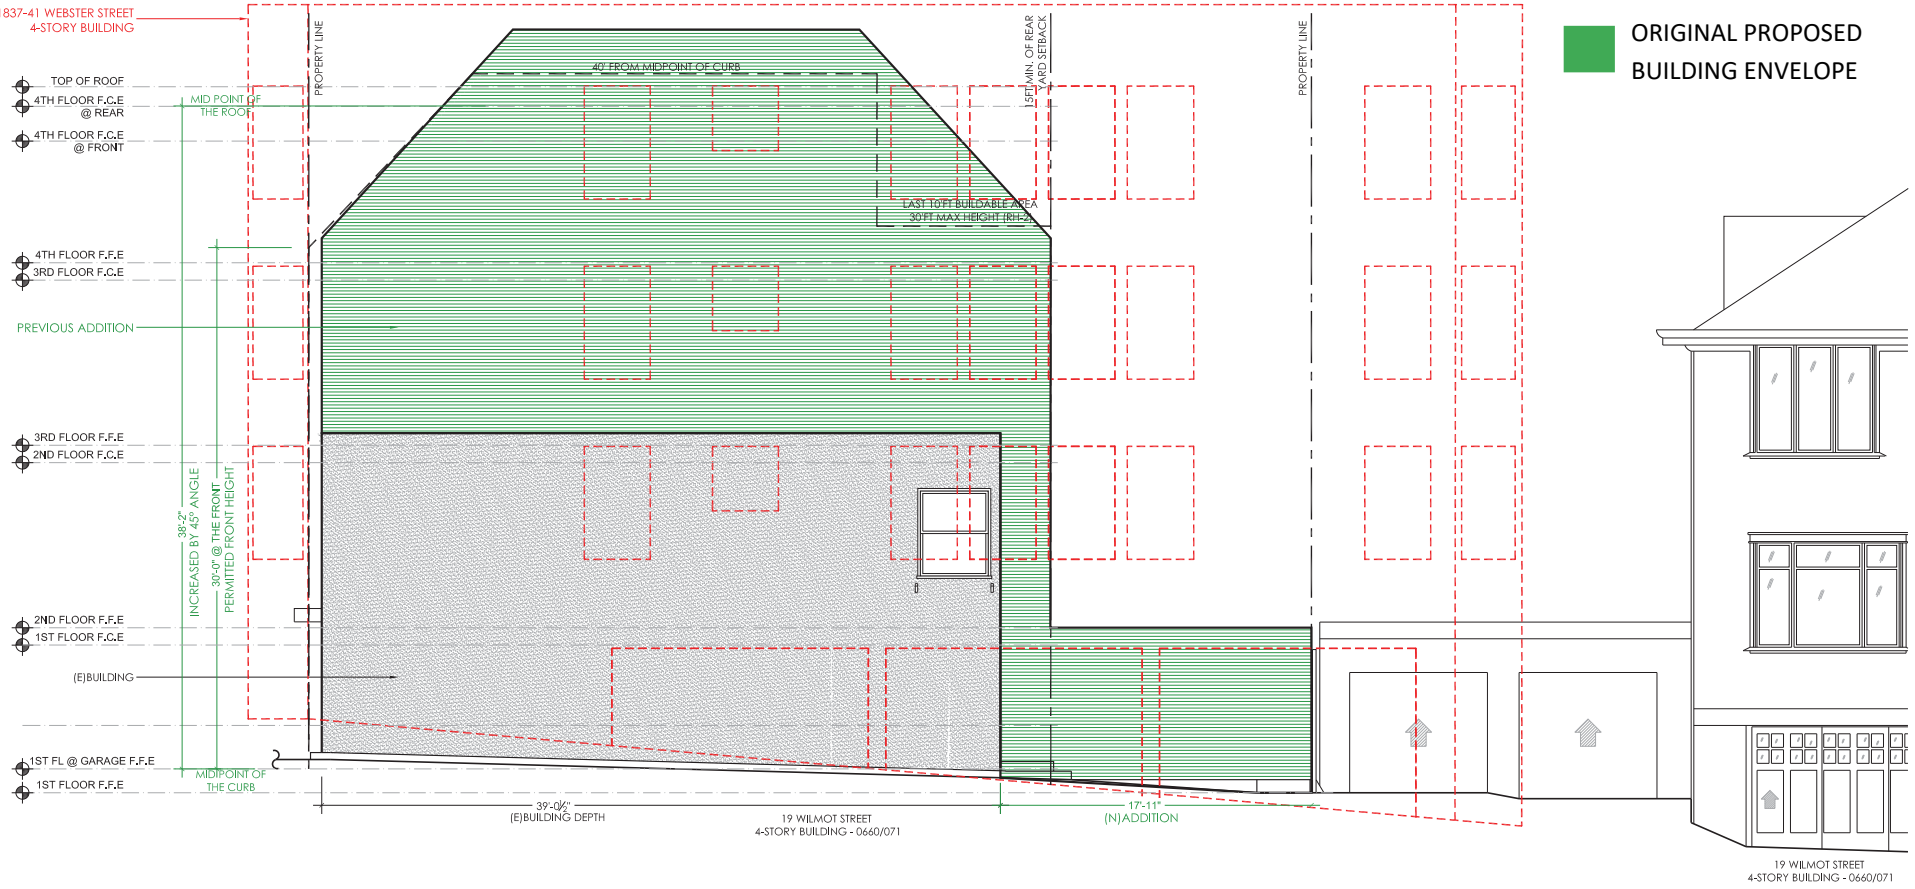 1837-41 WEBSTER STREET
4-STORY BUILDING
TOP OF ROOF
4TH FLOOR F.C.E
@ REAR
4TH FLOOR F.C.E
@ FRONT
4TH FLOOR F.F.E
3RD FLOOR F.C.E
PREVIOUS ADDITION
3RD FLOOR F.F.E
2ND FLOOR F.C.E
2ND FLOOR F.F.E
1ST FLOOR F.C.E
(E)BUILDING
1ST FL @ GARAGE F.F.E
1ST FLOOR F.F.E
MID POINT OF
THE ROOF
38'-2"
INCREASED BY 45° ANGLE
30'-0" @ THE FRONT
PERMITTED FRONT HEIGHT
MIDPOINT OF
THE CURB
PROPERTY LINE
40' FROM MIDPOINT OF CURB
15FT MIN. OF REAR
YARD SETBACK
LAST 10'FT BUILDABLE AREA
30'FT MAX HEIGHT (RH-2)
PROPERTY LINE
ORIGINAL PROPOSED
BUILDING ENVELOPE
39'-0½"
(E)BUILDING DEPTH
19 WILMOT STREET
4-STORY BUILDING - 0660/071
17'-11"
(N)ADDITION
19 WILMOT STREET
4-STORY BUILDING - 0660/071